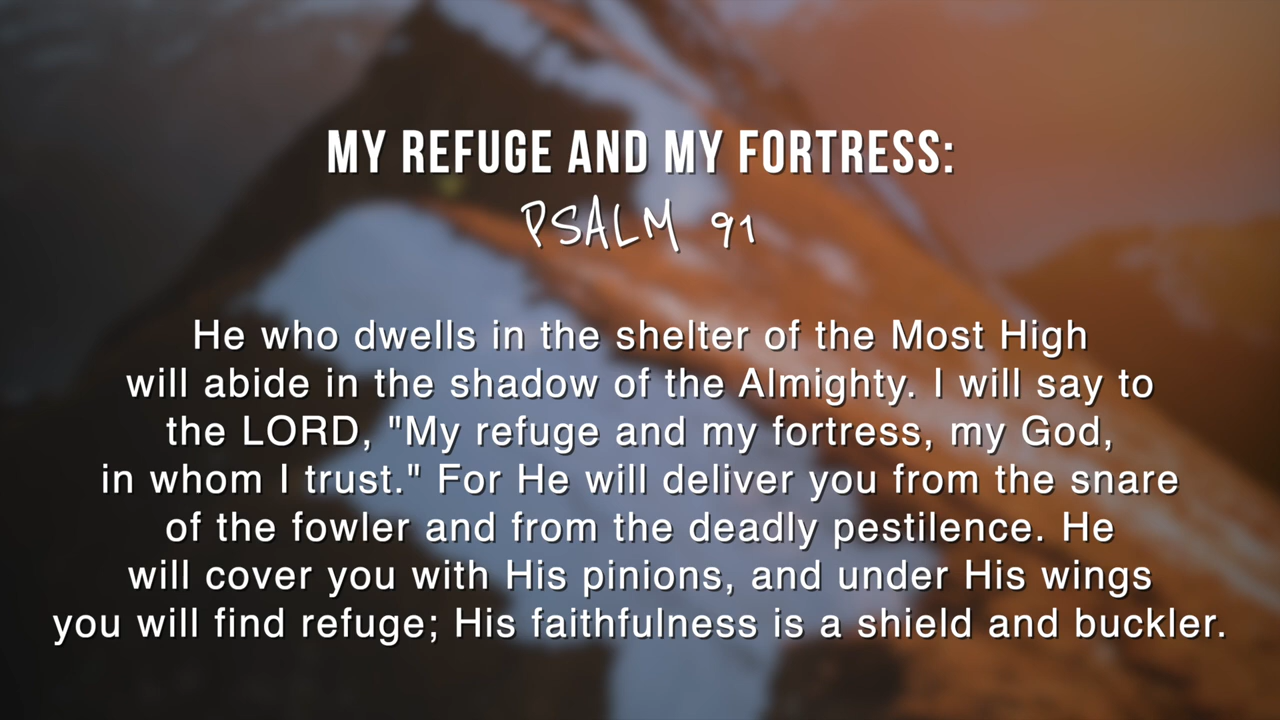 MY REFUGE AND MY FORTRESS:
PSALM 91
He who dwells in the shelter of the Most High
will abide in the shadow of the Almighty. I will say to
the LORD, "My refuge and my fortress, my God,
in whom I trust." For He will deliver you from the snare
of the fowler and from the deadly pestilence. He
will cover you with His pinions, and under His wings
you will find refuge; His faithfulness is a shield and buckler.